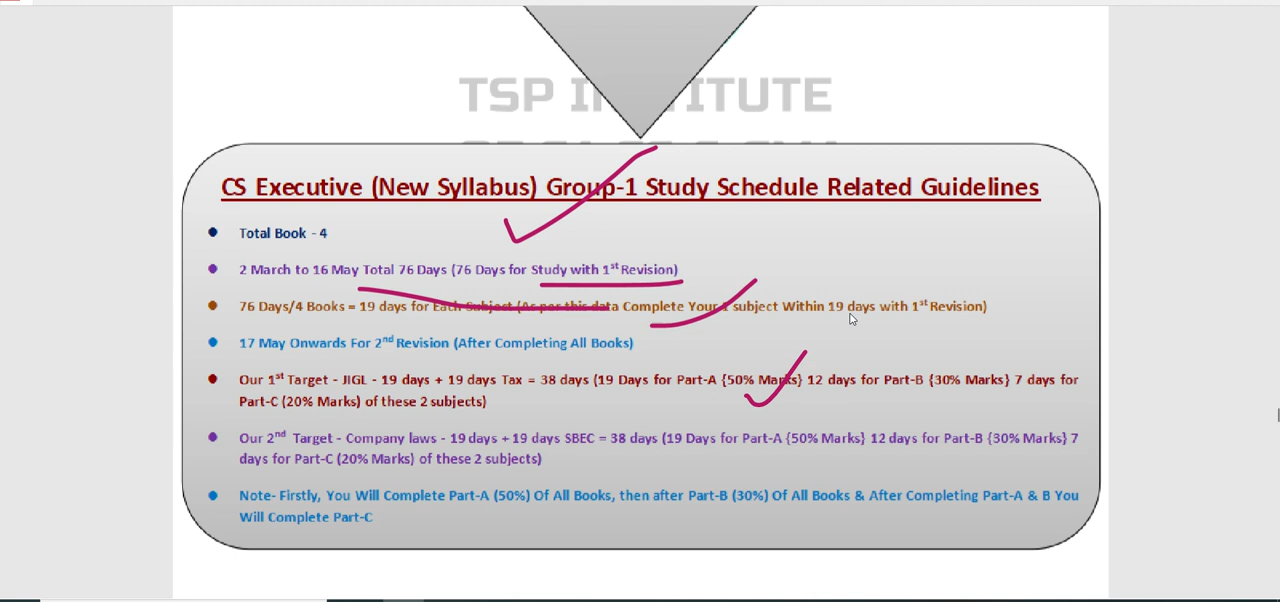 TSP INSTITUTE
CS Executive (New Syllabus) Group-1 Study Schedule Related Guidelines
Total Book - 4
2 March to 16 May Total 76 Days (76 Days for Study with 1st Revision)
76 Days/4 Books = 19 days for Each Subject (As per this data Complete Your 1 subject Within 19 days with 1st Revision)
17 May Onwards For 2nd Revision (After Completing All Books)
Our 1st Target - JIGL - 19 days + 19 days Tax = 38 days (19 Days for Part-A {50% Marks} 12 days for Part-B {30% Marks} 7 days for
Part-C (20% Marks) of these 2 subjects)
Our 2nd Target - Company laws - 19 days + 19 days SBEC = 38 days (19 Days for Part-A {50% Marks} 12 days for Part-B {30% Marks} 7
days for Part-C (20% Marks) of these 2 subjects)
Note- Firstly, You Will Complete Part-A (50%) Of All Books, then after Part-B (30%) Of All Books & After Completing Part-A & B You
Will Complete Part-C